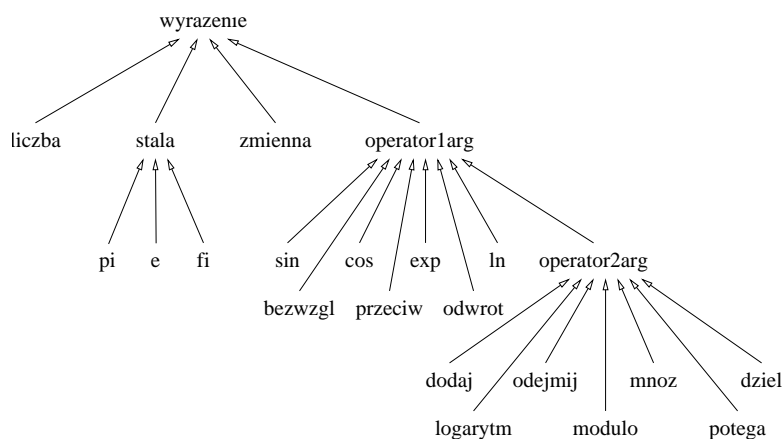 wyrazenie
liczba stala zmienna operator1arg
pi e fi sin cos exp ln operator2arg
bezwzgl przeciw odwrot
dodaj odejmij mnoz dziel
logarytm modulo potega